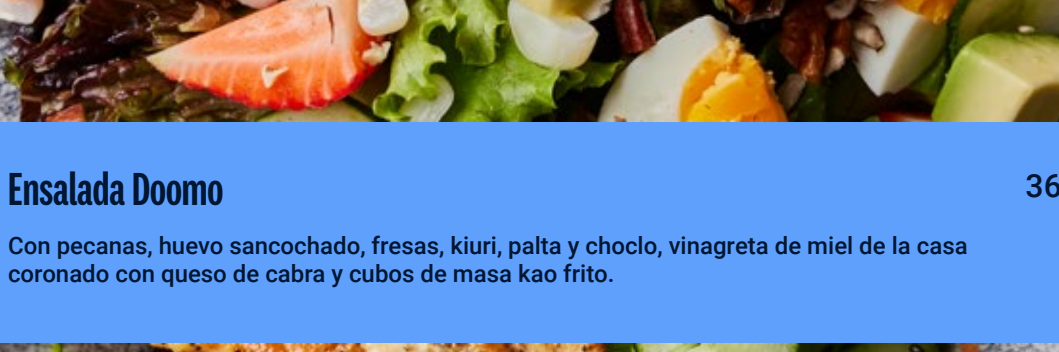 Ensalada Doomo
36
Con pecanas, huevo sancochado, fresas, kiuri, palta y choclo, vinagreta de miel de la casa
coronado con queso de cabra y cubos de masa kao frito.